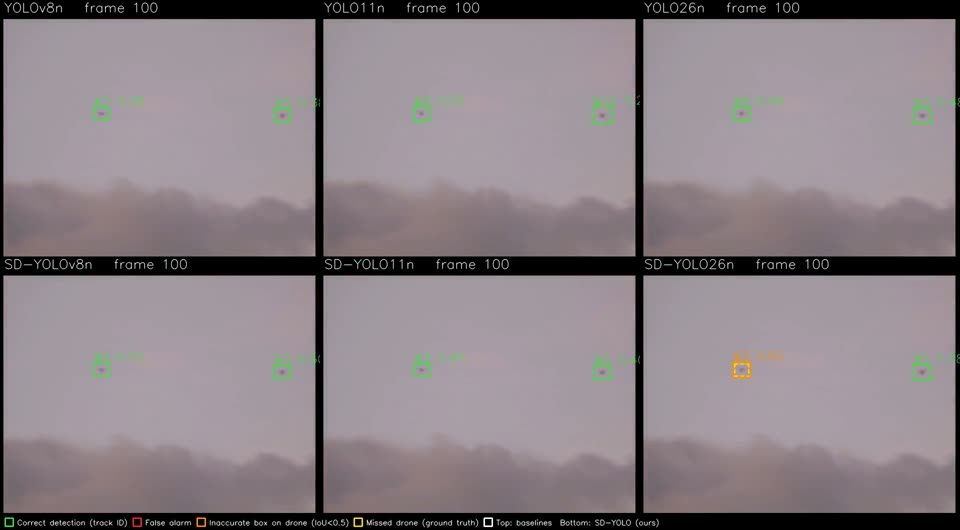 YOLOv8n frame 100
YOLO11n frame 100
YOLO26n frame 100
SD-YOLOv8n frame 100
SD-YOLO11n frame 100
SD-YOLO26n frame 100
Correct detection (track ID) False alarm Inaccurate box on drone (IoU<0.5) Missed drone (ground truth) Top: baselines Bottom: SD-YOLO (ours)